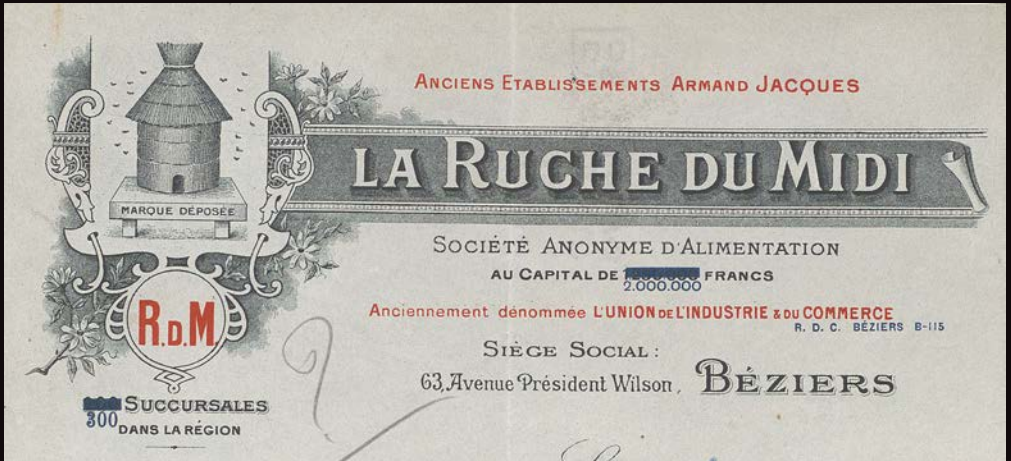 ANCIENS ETABLISSEMENTS ARMAND JACQUES
LA RUCHE DU MIDI
MARQUE DÉPOSÉE
SOCIÉTÉ ANONYME D'ALIMENTATION
AU CAPITAL DE FRANCS
2.000.000
Anciennement dénommée L'UNION DE L'INDUSTRIE & DU COMMERCE
R. D. C. BÉZIERS B-115
R.D.M.
SIÈGE SOCIAL:
63, Avenue Président Wilson, BÉZIERS
SUCCURSALES
300 DANS LA RÉGION